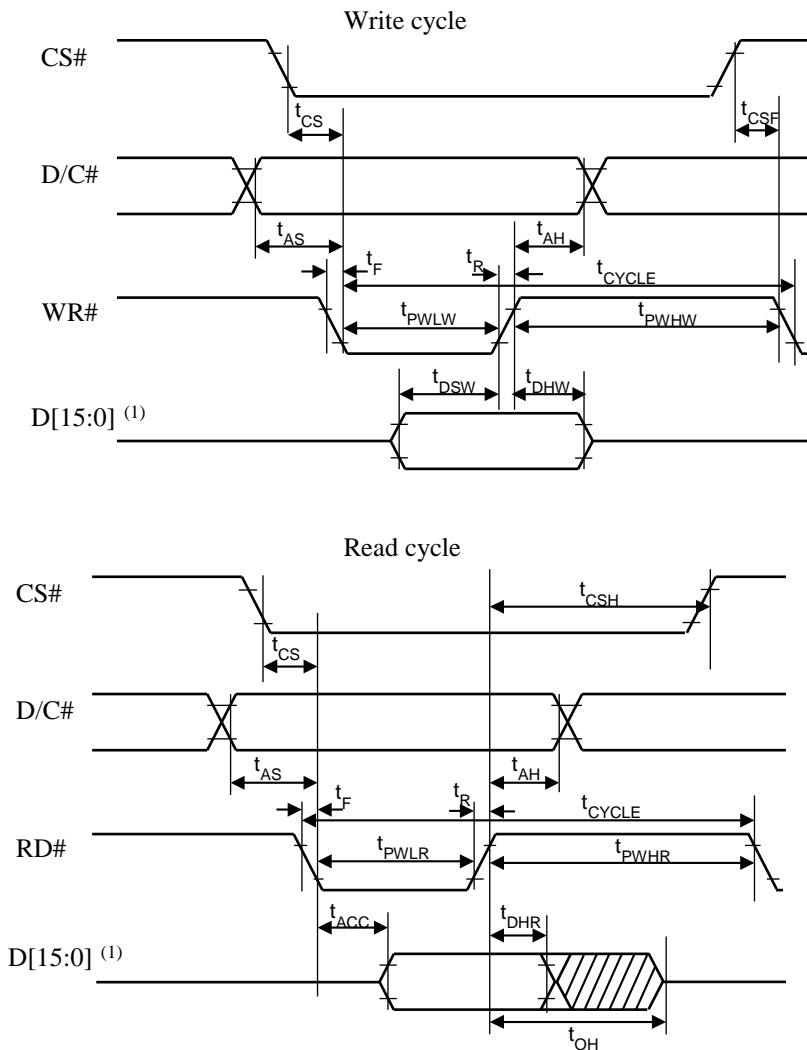 Write cycle
CS#
tCS
tCSF
D/C#
tAS
tAH
tF
tR
tCYCLE
WR#
tPWLW
tPWHW
tDSW
tDHW
D[15:0] (1)
Read cycle
CS#
tCSH
tCS
D/C#
tAS
tAH
tF
tR
tCYCLE
RD#
tPWLR
tPWHR
tACC
tDHR
D[15:0] (1)
tOH